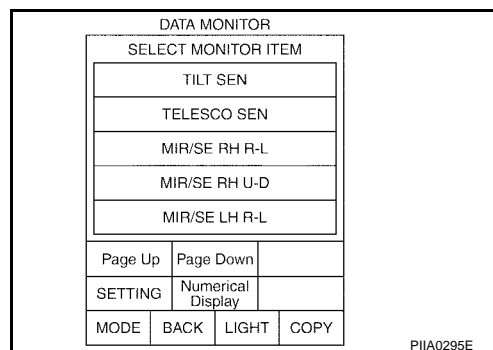 DATA MONITOR
SELECT MONITOR ITEM
TILT SEN
TELESCO SEN
MIR/SE RH R-L
MIR/SE RH U-D
MIR/SE LH R-L
Page Up Page Down
SETTING Numerical
Display
MODE BACK LIGHT COPY
PIIA0295E